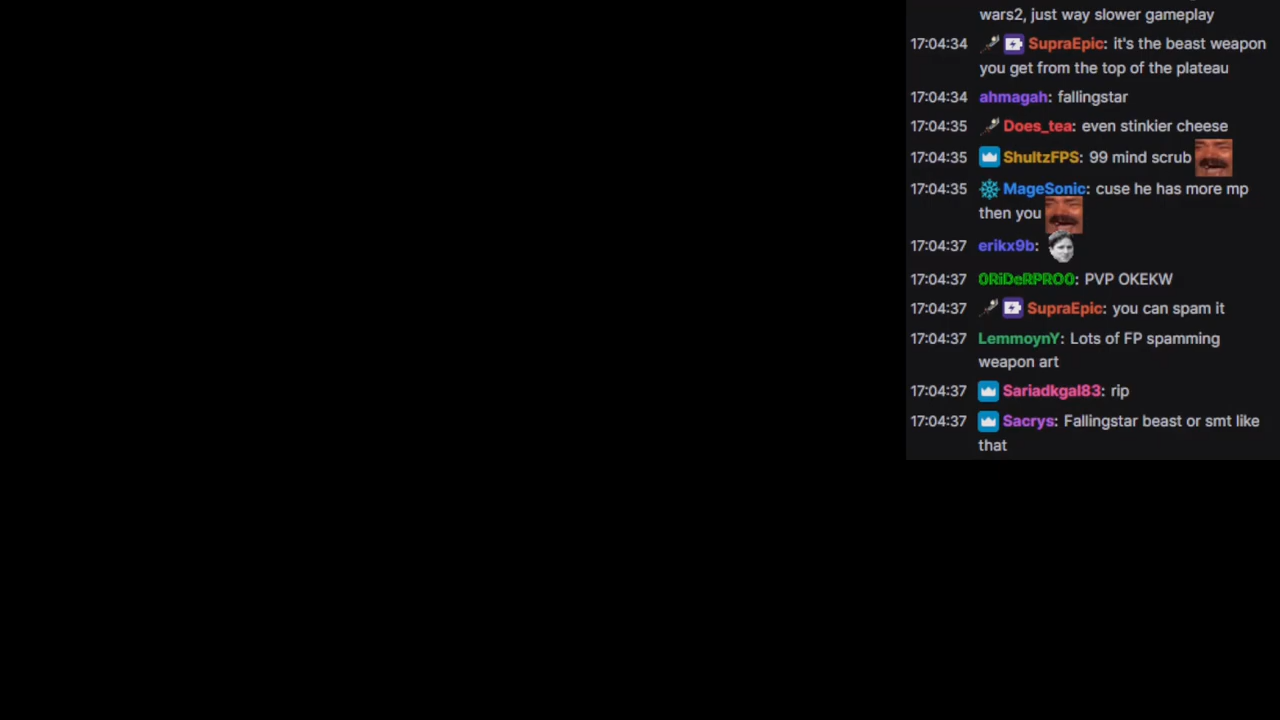 wars2, just way slower gameplay
17:04:34 SupraEpic: it's the beast weapon
you get from the top of the plateau
17:04:34 ahmagah: fallingstar
17:04:35 Does_tea: even stinkier cheese
17:04:35 ShultzFPS: 99 mind scrub
17:04:35 MageSonic: cuse he has more mp
then you
17:04:37 erikx9b:
17:04:37 0RiDeRPRO0: PVP OKEKW
17:04:37 SupraEpic: you can spam it
17:04:37 LemmoynY: Lots of FP spamming
weapon art
17:04:37 Sariadkgal83: rip
17:04:37 Sacrys: Fallingstar beast or smt like
that